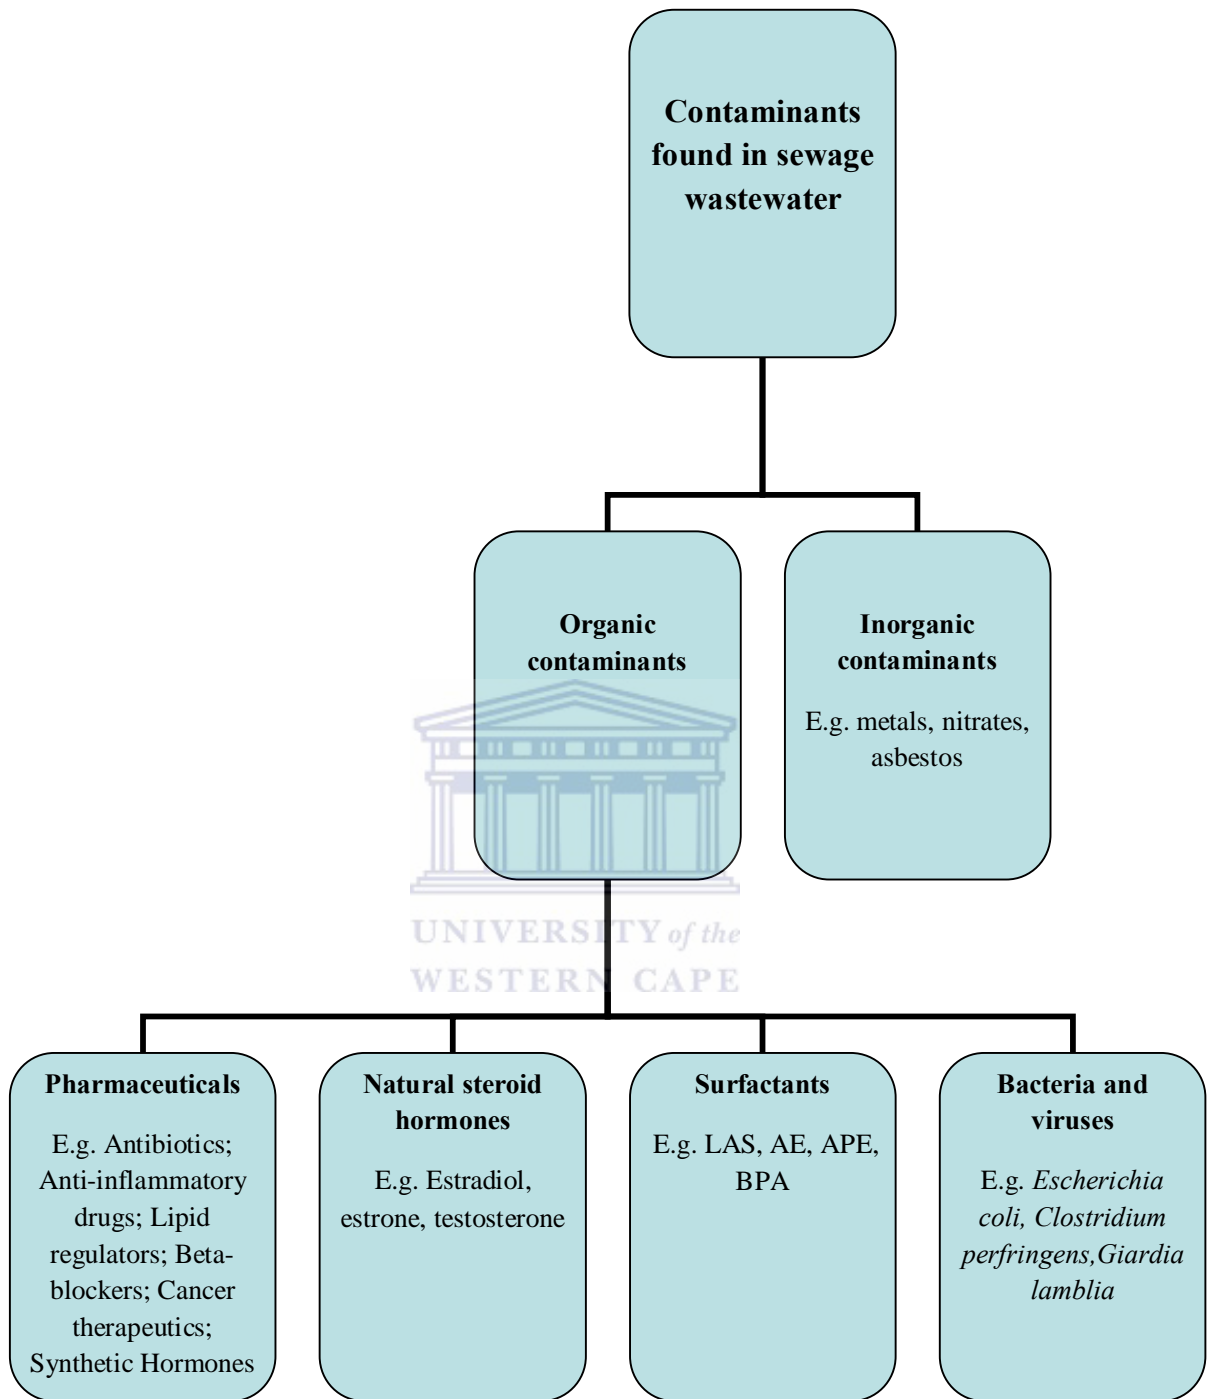 Contaminants
found in sewage
wastewater
Organic
contaminants
Inorganic
contaminants
E.g. metals, nitrates,
asbestos
UNIVERSITY of the
WESTERN CAPE
Pharmaceuticals
E.g. Antibiotics;
Anti-inflammatory
drugs; Lipid
regulators; Beta-
blockers; Cancer
therapeutics;
Synthetic Hormones
Natural steroid
hormones
E.g. Estradiol,
estrone, testosterone
Surfactants
E.g. LAS, AE, APE,
BPA
Bacteria and
viruses
E.g. Escherichia
coli, Clostridium
perfringens,Giardia
lamblia